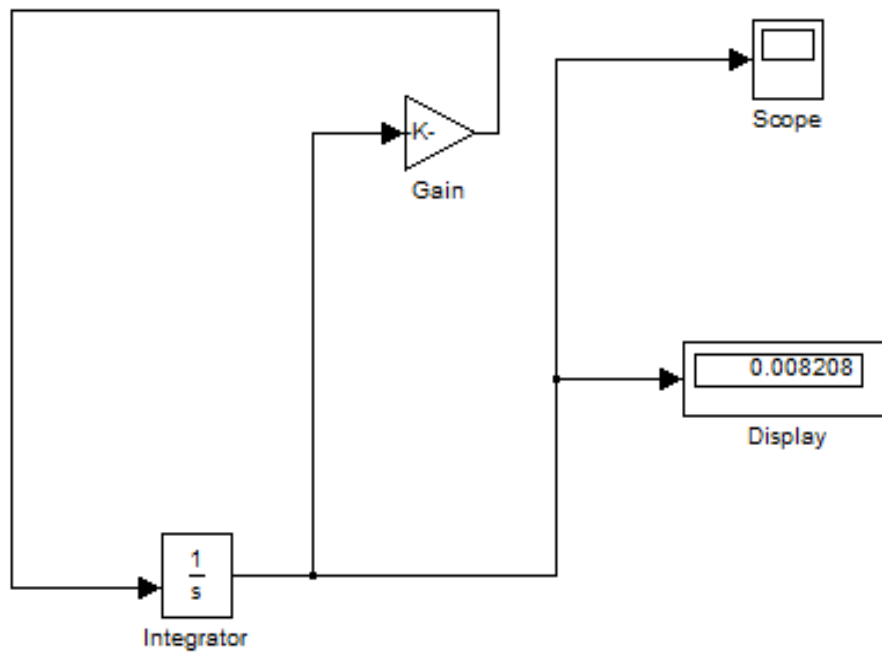 Scope
-K-
Gain
0.008208
Display
1
s
Integrator